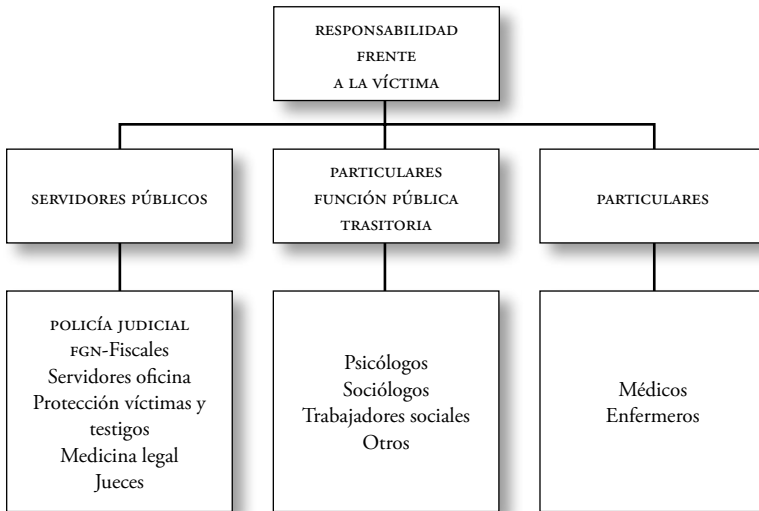 RESPONSABILIDAD
FRENTE
A LA VÍCTIMA
SERVIDORES PÚBLICOS
PARTICULARES
FUNCIÓN PÚBLICA
TRASITORIA
PARTICULARES
POLICÍA JUDICIAL
FGN-Fiscales
Servidores oficina
Protección víctimas y
testigos
Medicina legal
Jueces
Psicólogos
Sociólogos
Trabajadores sociales
Otros
Médicos
Enfermeros